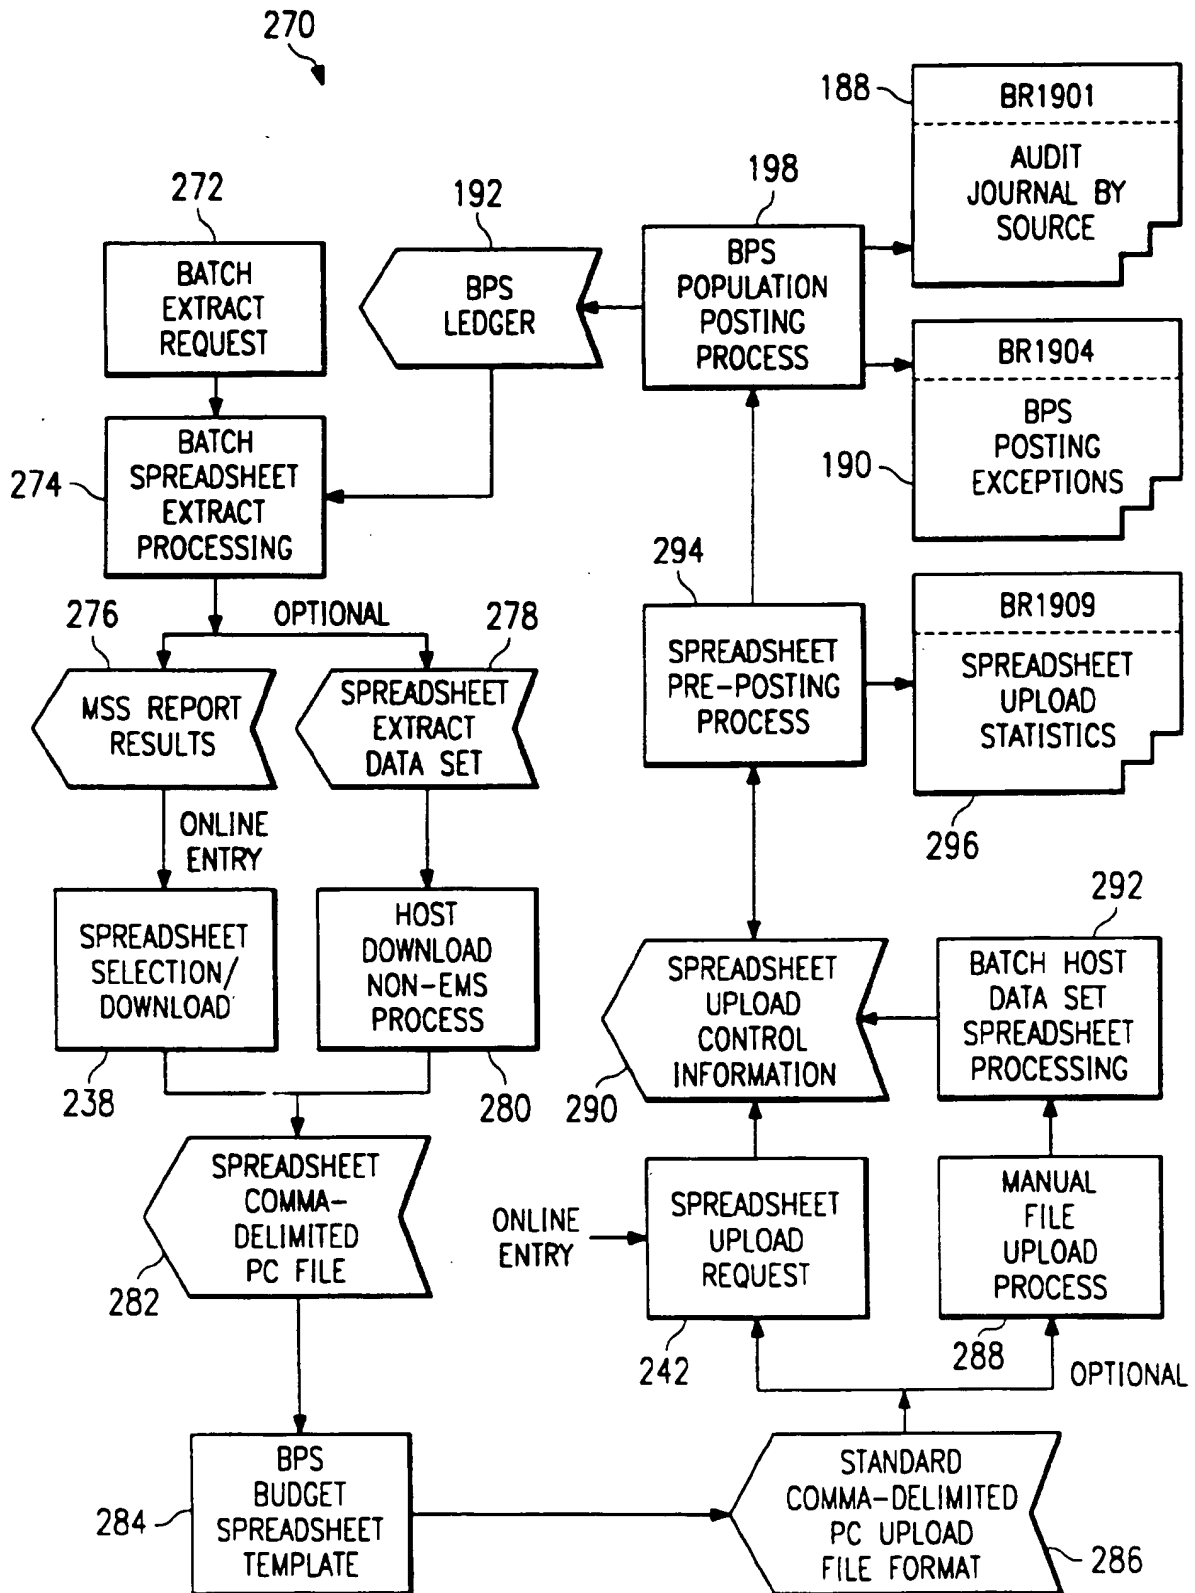 270
188
BR1901
AUDIT
JOURNAL BY
SOURCE
272
BATCH
EXTRACT
REQUEST
192
BPS
LEDGER
198
BPS
POPULATION
POSTING
PROCESS
BR1904
BPS
POSTING
EXCEPTIONS
190
274
BATCH
SPREADSHEET
EXTRACT
PROCESSING
OPTIONAL
276
MSS REPORT
RESULTS
278
SPREADSHEET
EXTRACT
DATA SET
294
SPREADSHEET
PRE-POSTING
PROCESS
BR1909
SPREADSHEET
UPLOAD
STATISTICS
296
ONLINE
ENTRY
SPREADSHEET
SELECTION/
DOWNLOAD
238
HOST
DOWNLOAD
NON-EMS
PROCESS
280
SPREADSHEET
UPLOAD
CONTROL
INFORMATION
290
292
BATCH HOST
DATA SET
SPREADSHEET
PROCESSING
SPREADSHEET
COMMA-
DELIMITED
PC FILE
282
ONLINE
ENTRY
SPREADSHEET
UPLOAD
REQUEST
242
MANUAL
FILE
UPLOAD
PROCESS
288
OPTIONAL
284
BPS
BUDGET
SPREADSHEET
TEMPLATE
STANDARD
COMMA-DELIMITED
PC UPLOAD
FILE FORMAT
286